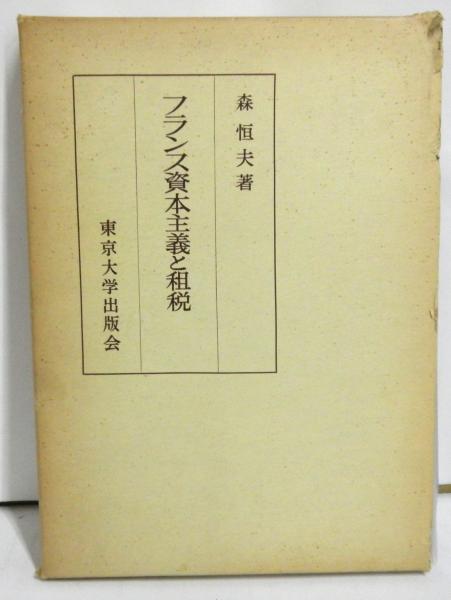 森恒夫著
フランス資本主義と租税
東京大学出版会